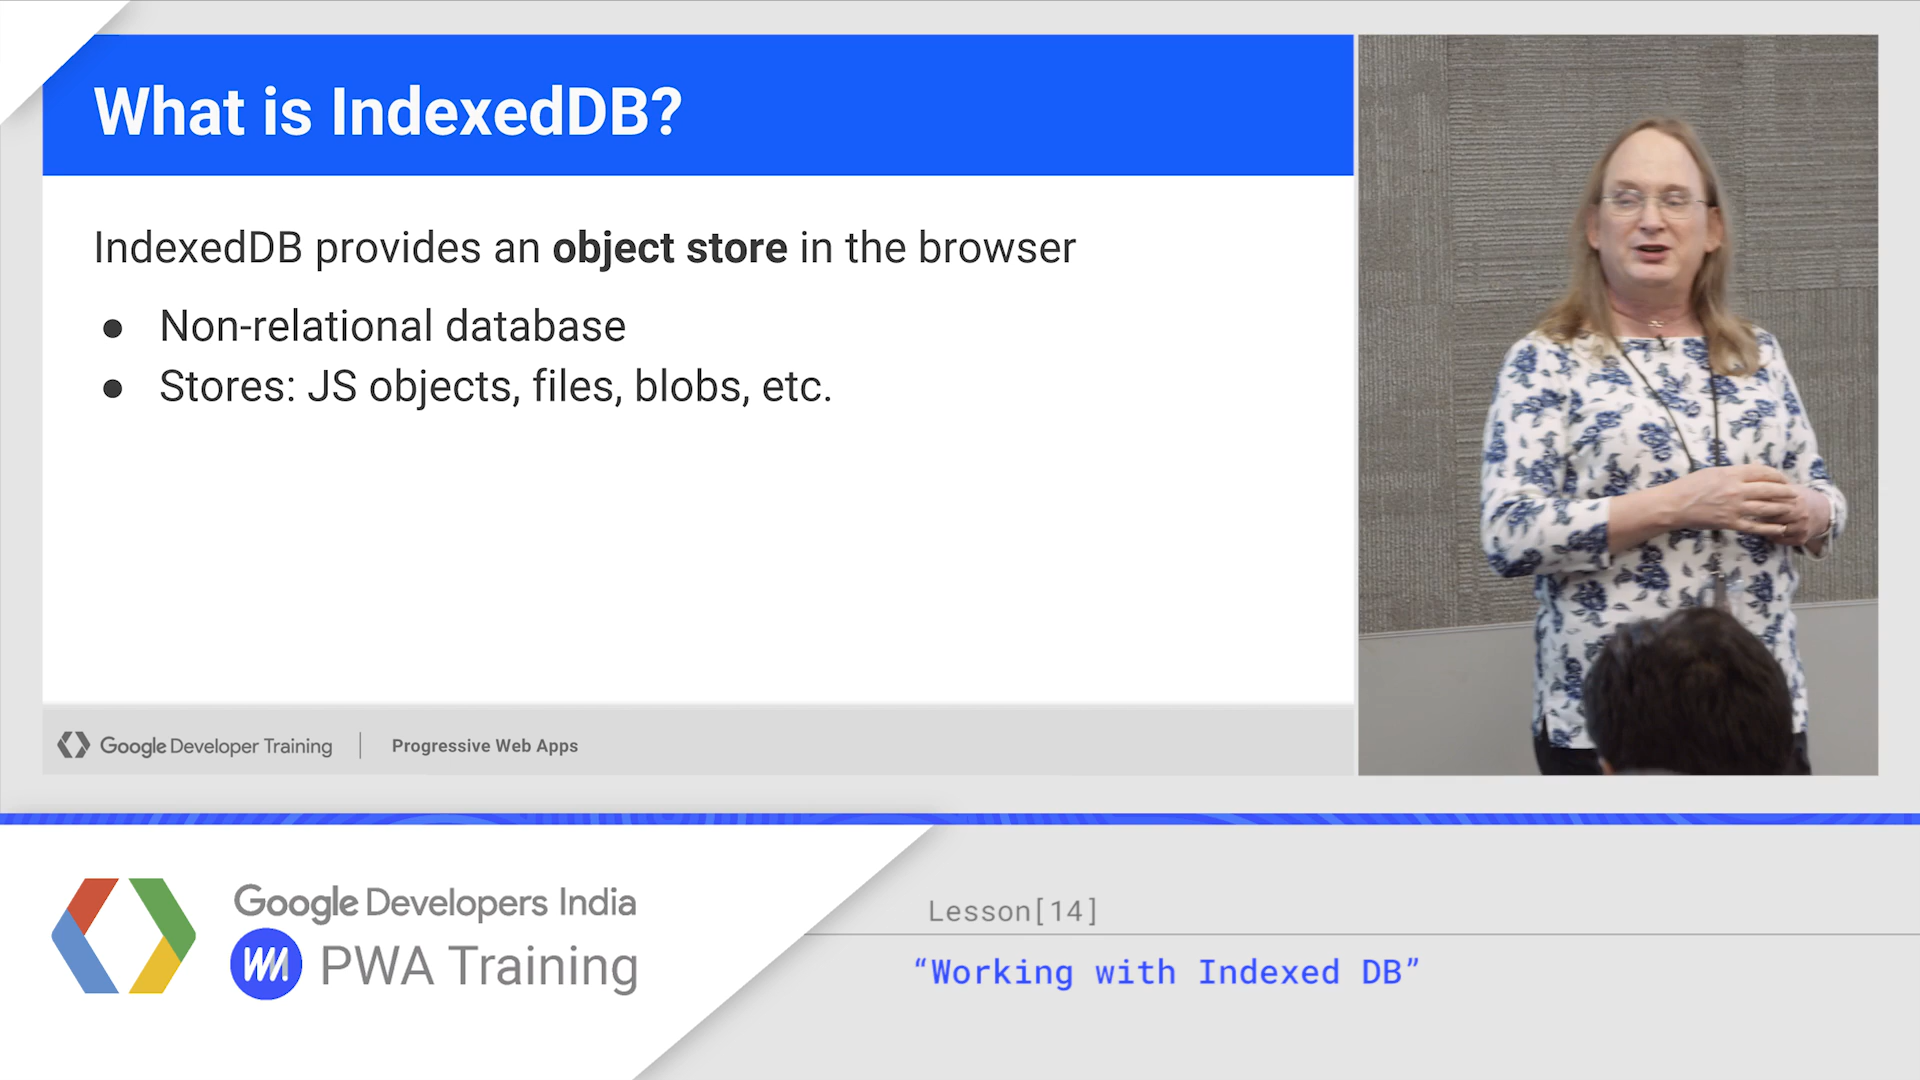 What is IndexedDB?
IndexedDB provides an object store in the browser
● Non-relational database
● Stores: JS objects, files, blobs, etc.
Google Developer Training | Progressive Web Apps
Google Developers India
PWA Training
Lesson[14]
“Working with Indexed DB”